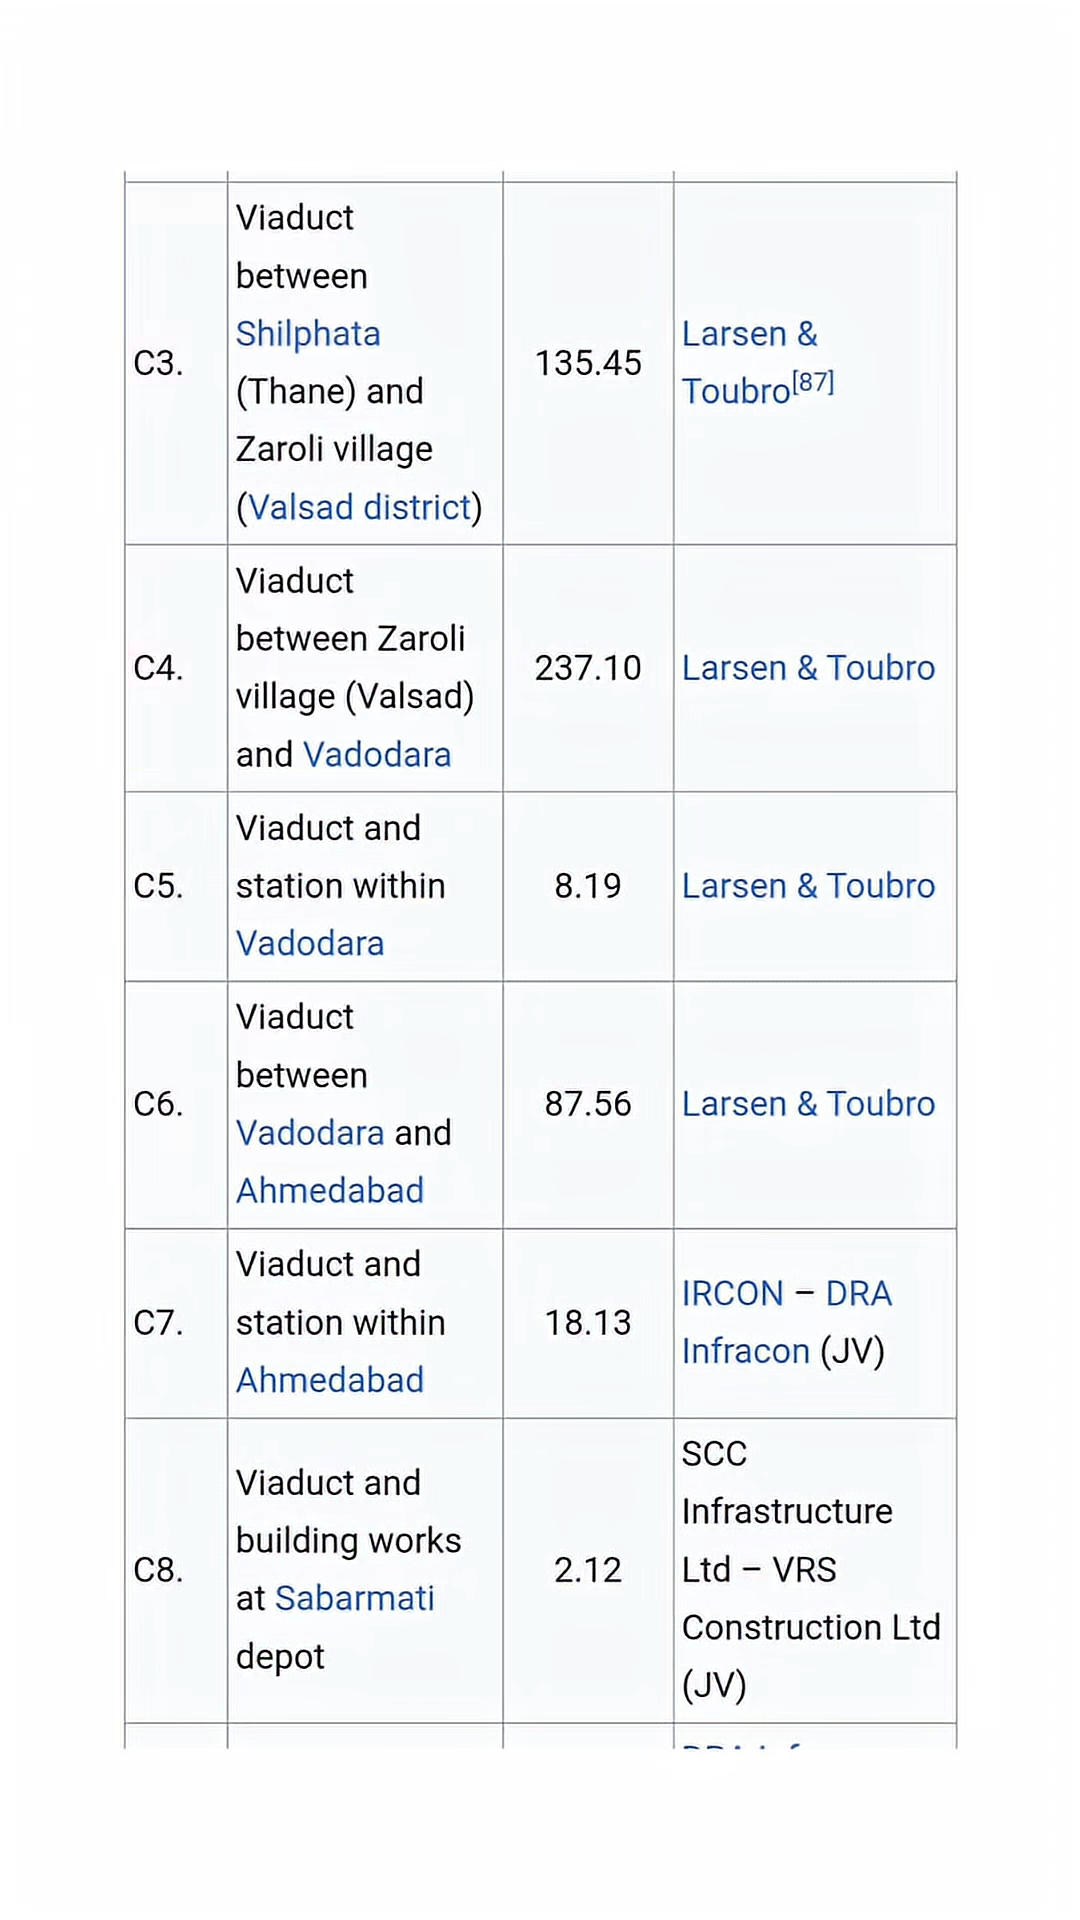 C3.
Viaduct
between
Shilphata
(Thane) and
Zaroli village
(Valsad district)
135.45
Larsen &
Toubro[87]
C4.
Viaduct
between Zaroli
village (Valsad)
and Vadodara
237.10
Larsen & Toubro
C5.
Viaduct and
station within
Vadodara
8.19
Larsen & Toubro
C6.
Viaduct
between
Vadodara and
Ahmedabad
87.56
Larsen & Toubro
C7.
Viaduct and
station within
Ahmedabad
18.13
IRCON – DRA
Infracon (JV)
C8.
Viaduct and
building works
at Sabarmati
depot
2.12
SCC
Infrastructure
Ltd – VRS
Construction Ltd
(JV)